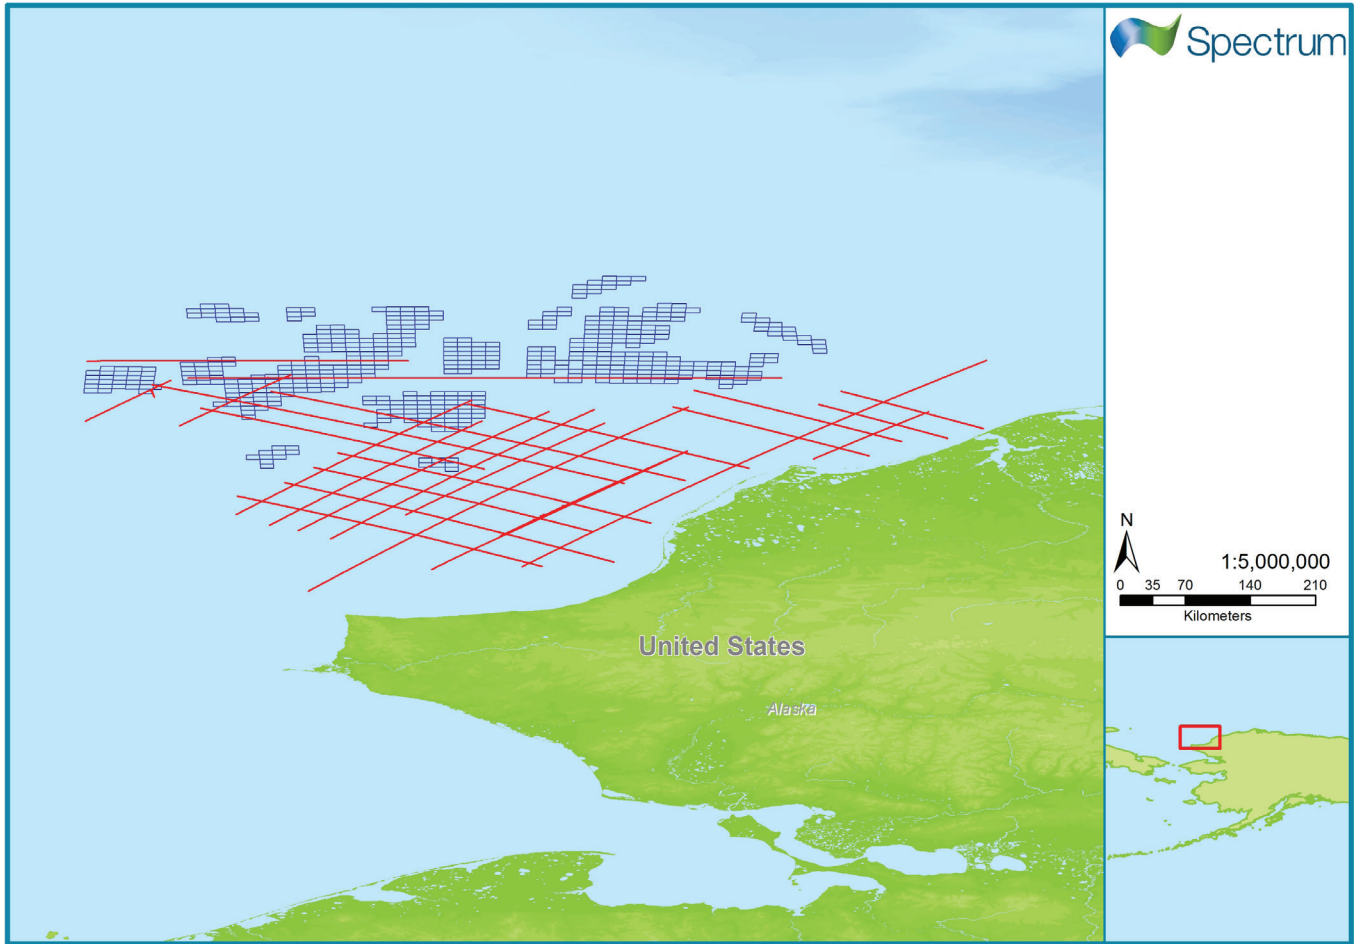 Spectrum
N
1:5,000,000
0 35 70 140 210
Kilometers
United States
Alaska